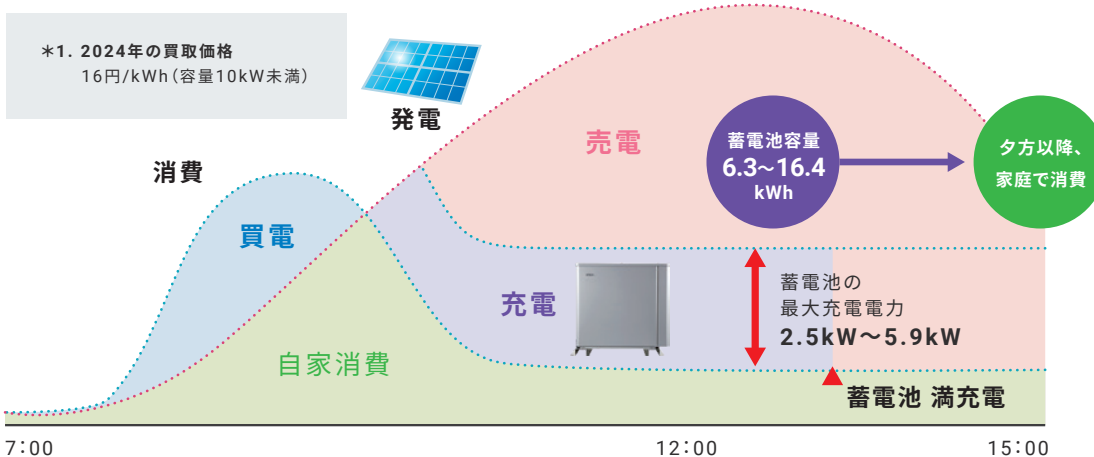 *1. 2024年の買取価格
16円/kWh（容量10kW未満）
発電
消費
買電
売電
蓄電池容量
6.3〜16.4
kWh
夕方以降、
家庭で消費
充電
蓄電池の
最大充電電力
2.5kW〜5.9kW
自家消費
蓄電池 満充電
7:00
12:00
15:00